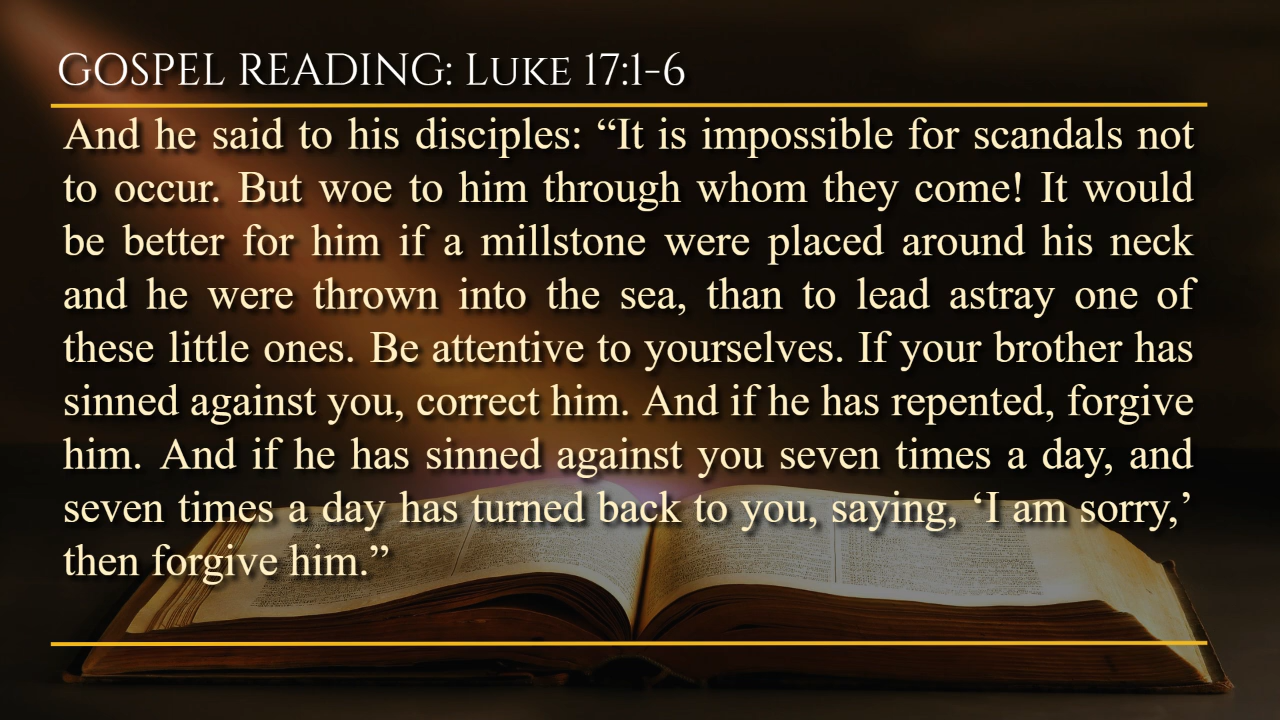 GOSPEL READING: LUKE 17:1-6
And he said to his disciples: “It is impossible for scandals not
to occur. But woe to him through whom they come! It would
be better for him if a millstone were placed around his neck
and he were thrown into the sea, than to lead astray one of
these little ones. Be attentive to yourselves. If your brother has
sinned against you, correct him. And if he has repented, forgive
him. And if he has sinned against you seven times a day, and
seven times a day has turned back to you, saying, ‘I am sorry,’
then forgive him.”